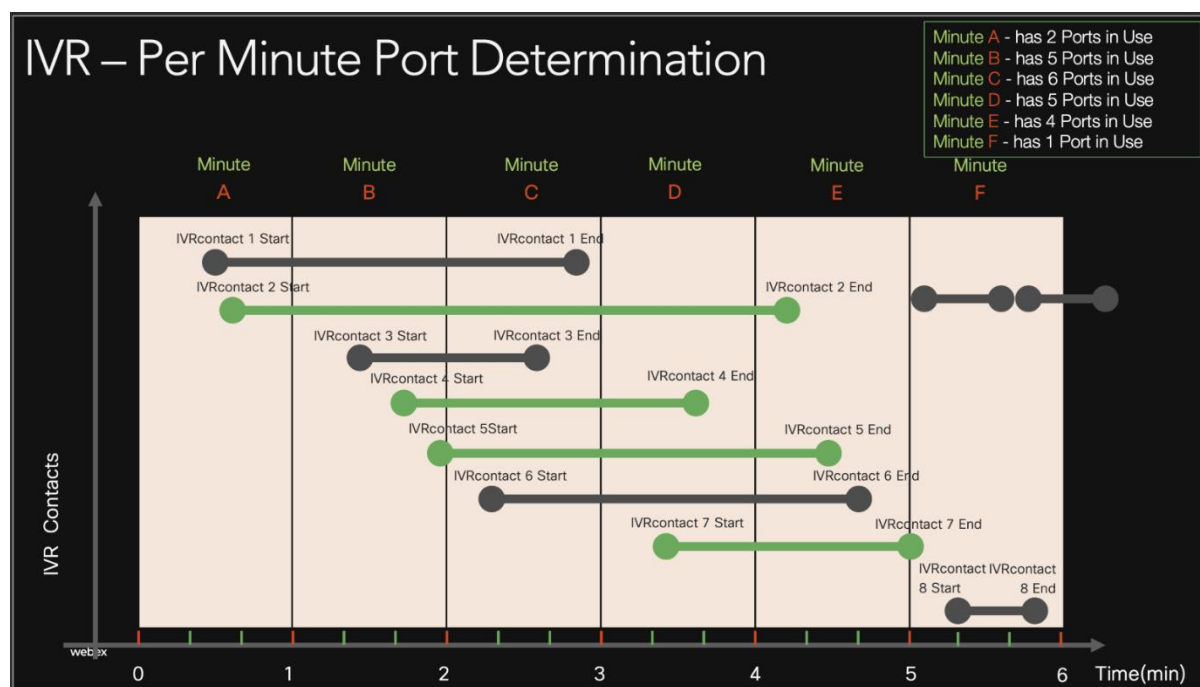 IVR – Per Minute Port Determination
Minute A - has 2 Ports in Use
Minute B - has 5 Ports in Use
Minute C - has 6 Ports in Use
Minute D - has 5 Ports in Use
Minute E - has 4 Ports in Use
Minute F - has 1 Port in Use
Minute Minute Minute Minute Minute Minute
A B C D E F
IVRcontact 1 Start IVRcontact 1 End
IVRcontact 2 Start IVRcontact 2 End
IVRcontact 3 Start IVRcontact 3 End
IVRcontact 4 Start IVRcontact 4 End
IVRcontact 5Start IVRcontact 5 End
IVRcontact 6 Start IVRcontact 6 End
IVRcontact 7 Start IVRcontact 7 End
IVRcontact IVRcontact
8 Start 8 End
IVR Contacts
webex
0 1 2 3 4 5 6 Time(min)